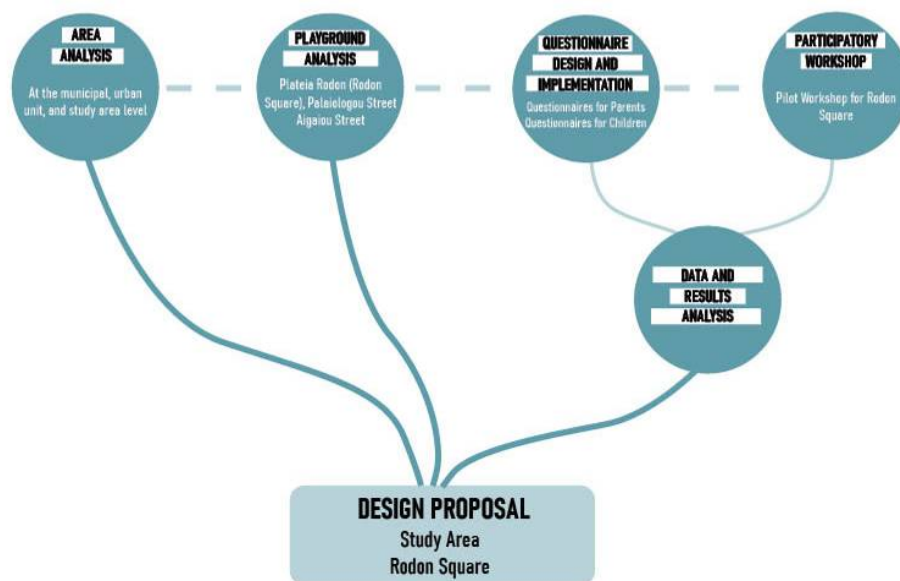 AREA
ANALYSIS
At the municipal, urban
unit, and study area level
PLAYGROUND
ANALYSIS
Plateia Rodon (Rodon
Square), Palaiologou Street
Aigaiou Street
QUESTIONNAIRE
DESIGN AND
IMPLEMENTATION
Questionnaires for Parents
Questionnaires for Children
PARTICIPATORY
WORKSHOP
Pilot Workshop for Rodon
Square
DATA AND
RESULTS
ANALYSIS
DESIGN PROPOSAL
Study Area
Rodon Square